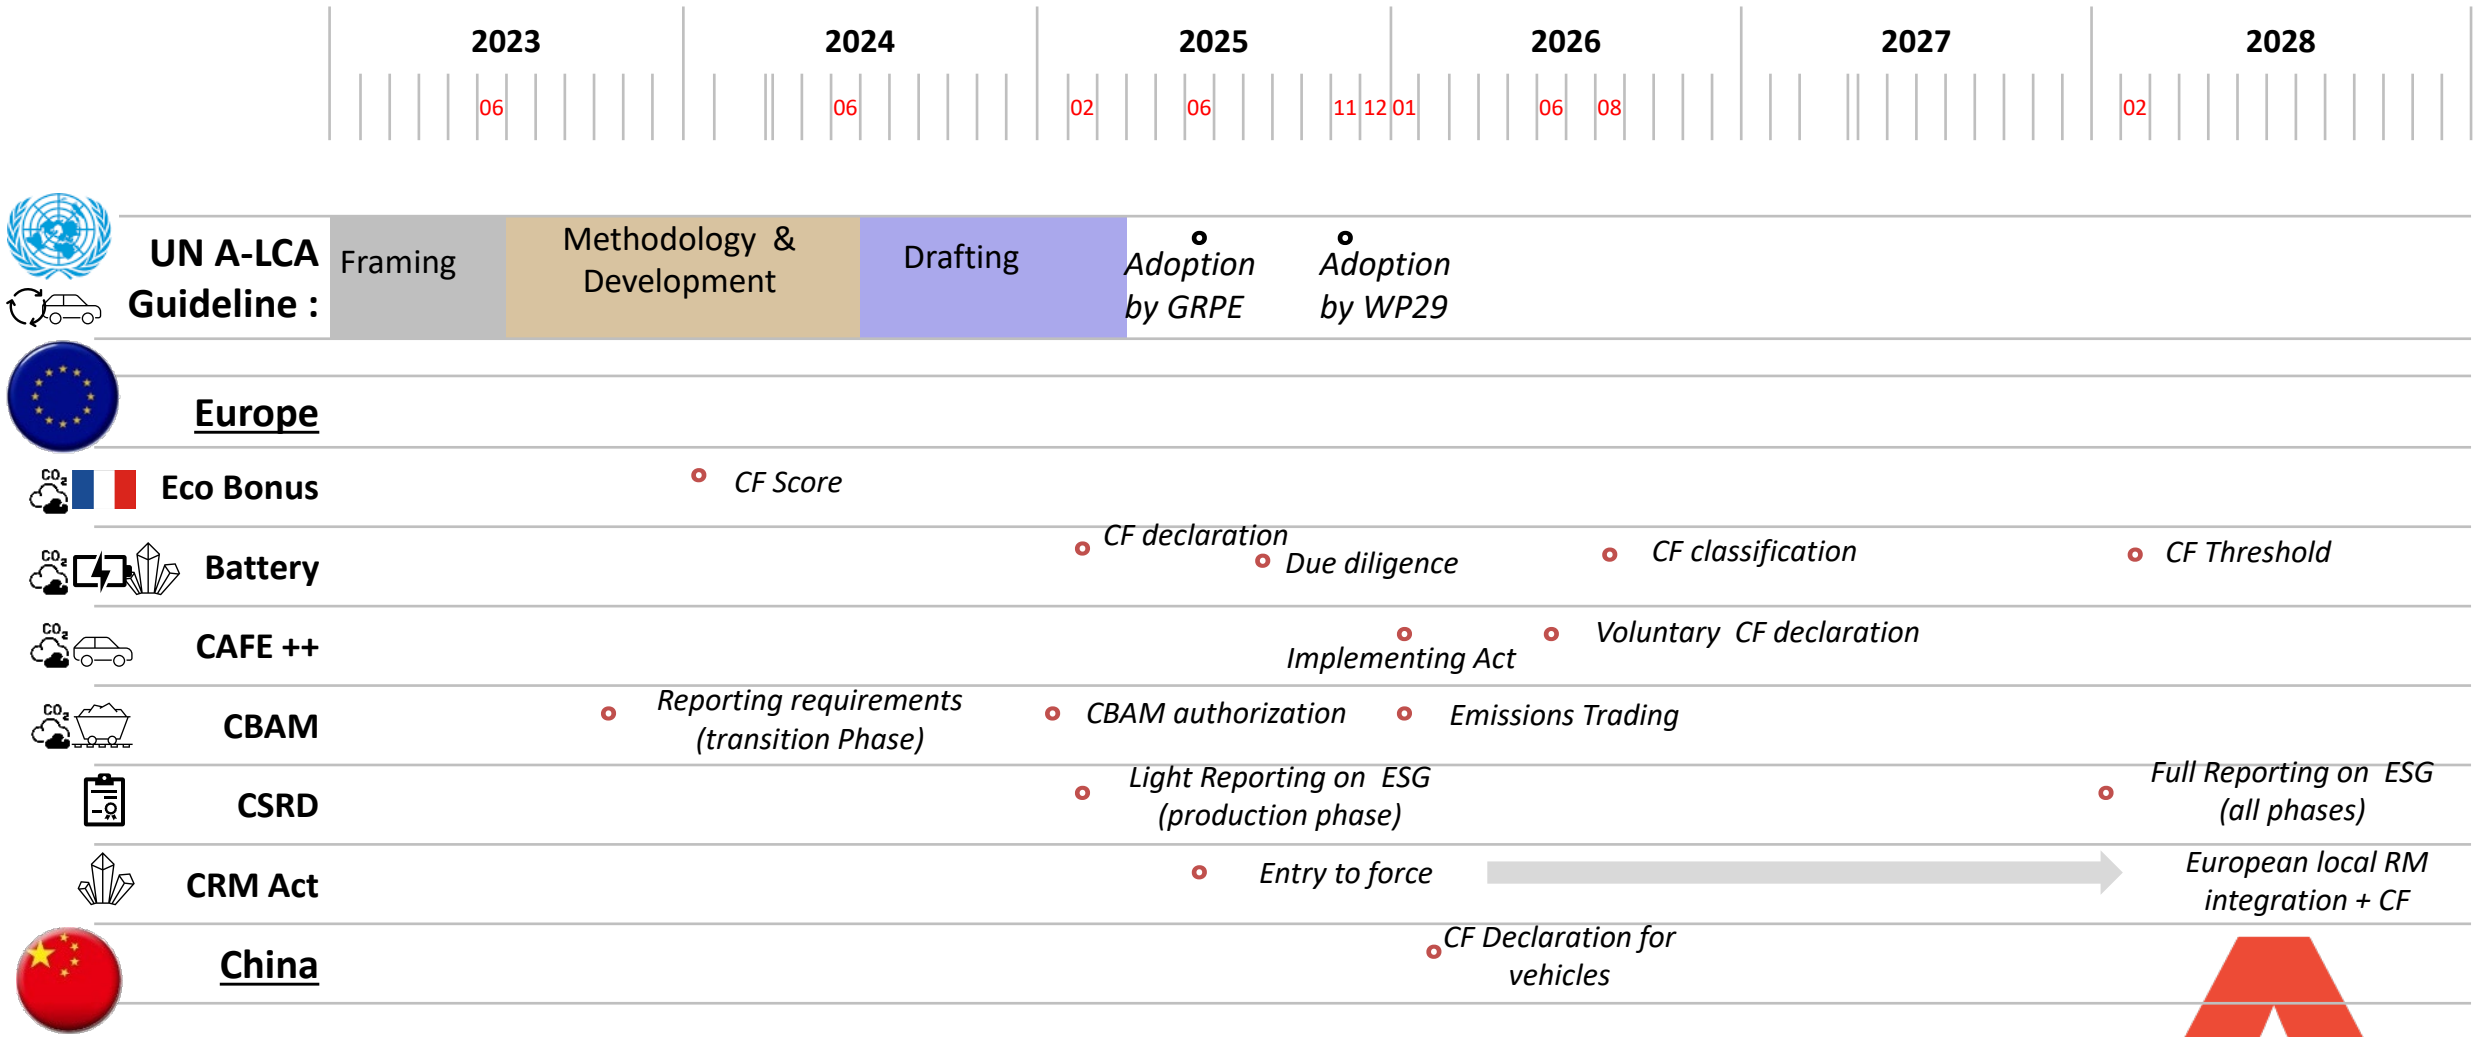 2023
2024
2025
2026
2027
2028
06
06
02
06
11
12
01
06
08
02
UN A-LCA
Guideline :
Framing
Methodology &
Development
Drafting
Adoption
by GRPE
Adoption
by WP29
Europe
CO2
Eco Bonus
CF Score
CO2
Battery
CF declaration
Due diligence
CF classification
CF Threshold
CO2
CAFE ++
Implementing Act
Voluntary CF declaration
CO2
CBAM
Reporting requirements
(transition Phase)
CBAM authorization
Emissions Trading
CSRD
Light Reporting on ESG
(production phase)
Full Reporting on ESG
(all phases)
CRM Act
Entry to force
European local RM
integration + CF
China
CF Declaration for
vehicles